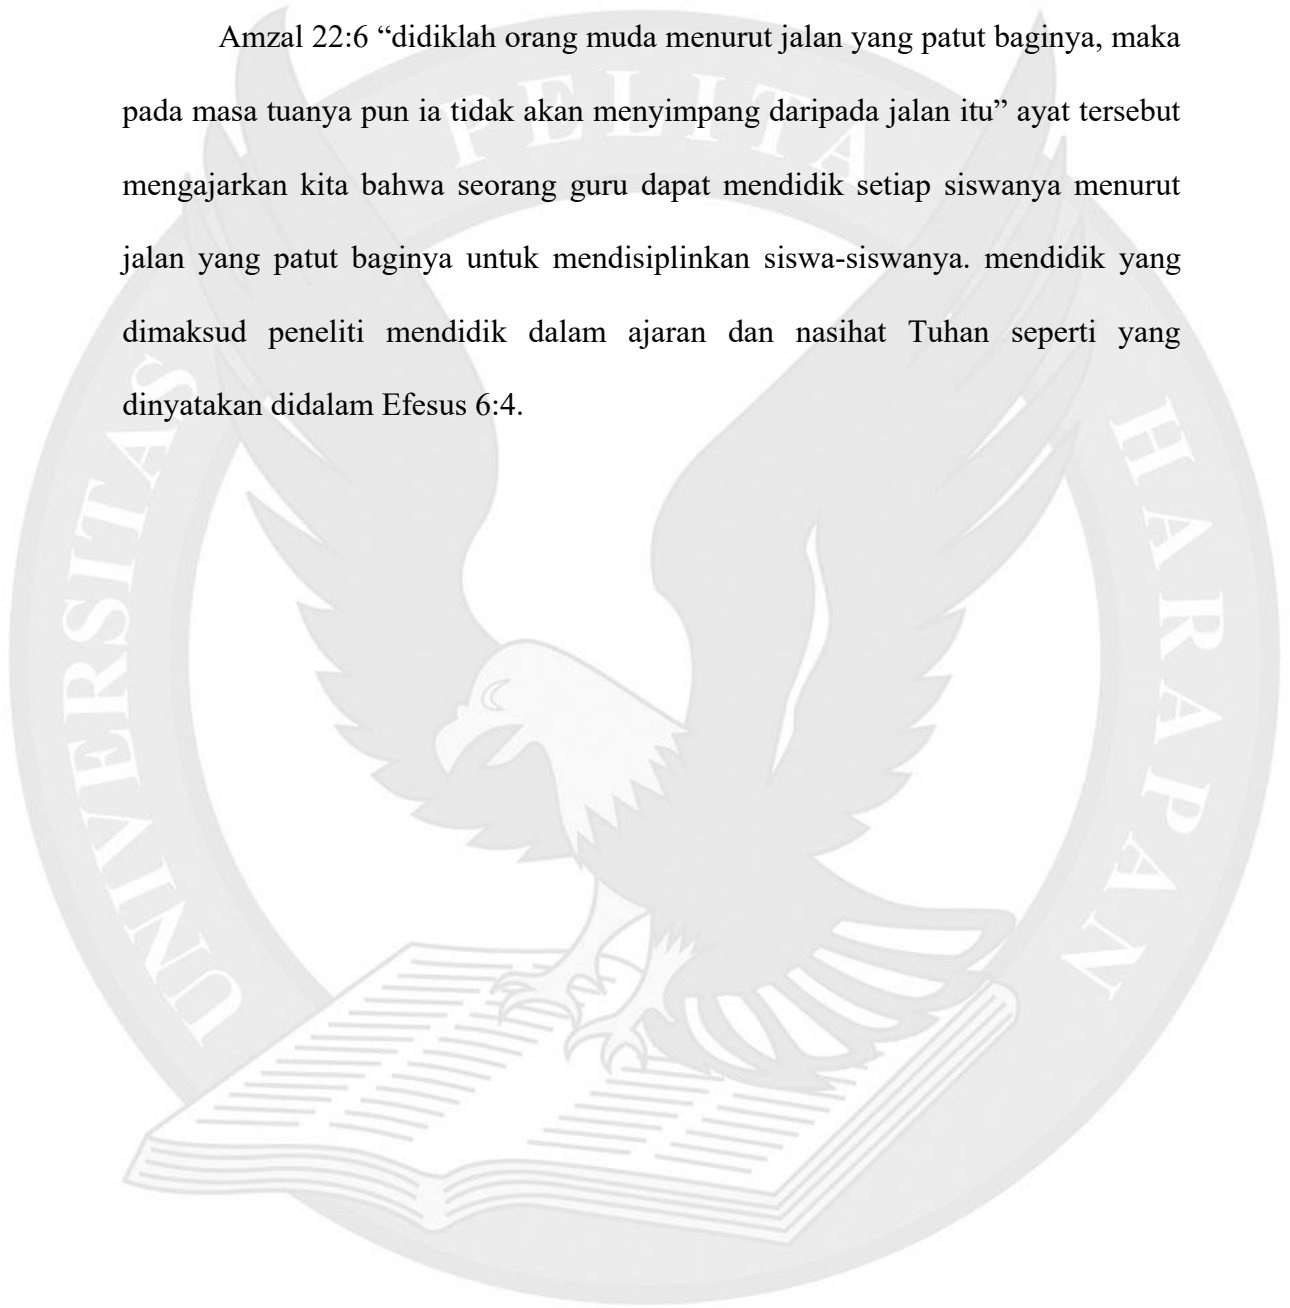 Amzal 22:6 “didiklah orang muda menurut jalan yang patut baginya, maka
pada masa tuanya pun ia tidak akan menyimpang daripada jalan itu” ayat tersebut
mengajarkan kita bahwa seorang guru dapat mendidik setiap siswanya menurut
jalan yang patut baginya untuk mendisiplinkan siswa-siswanya. mendidik yang
dimaksud peneliti mendidik dalam ajaran dan nasihat Tuhan seperti yang
dinyatakan didalam Efesus 6:4.
UNIVERSITAS PELITA HARAPAN